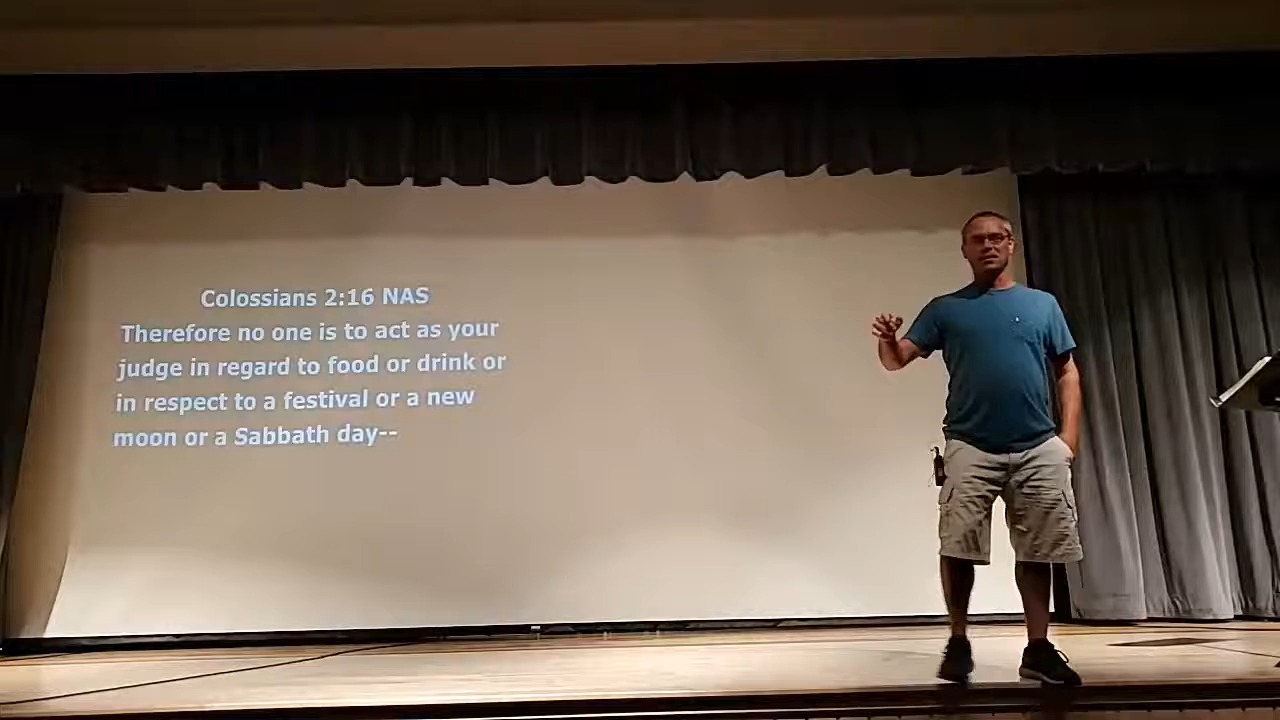 Colossians 2:16 NAS
Therefore no one is to act as your
judge in regard to food or drink or
in respect to a festival or a new
moon or a Sabbath day--